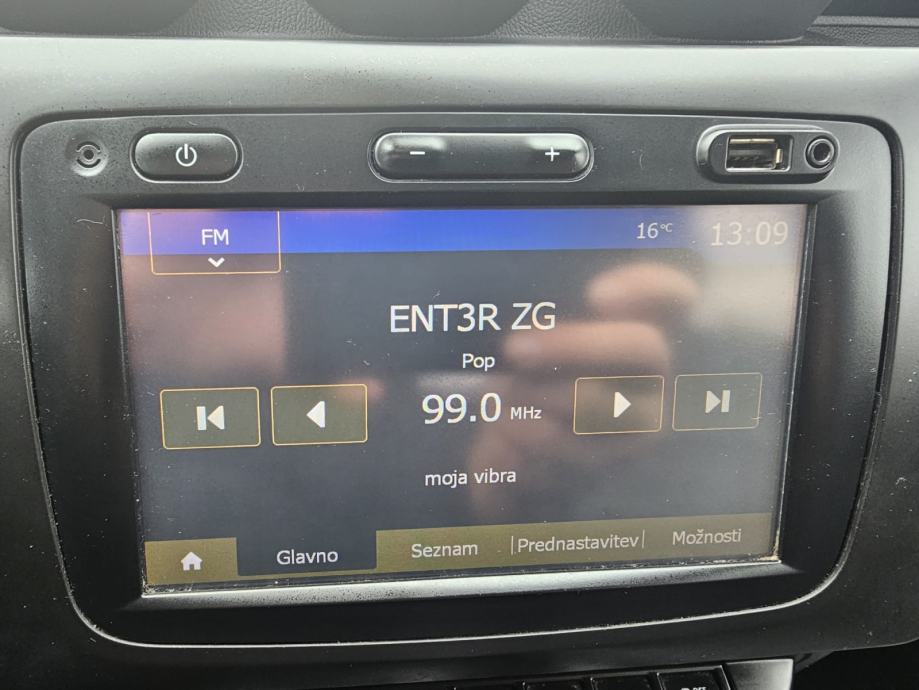 FM
16°C
13:09
ENT3R ZG
Pop
99.0 MHz
moja vibra
Glavno
Seznam
Prednastavitev
Možnosti